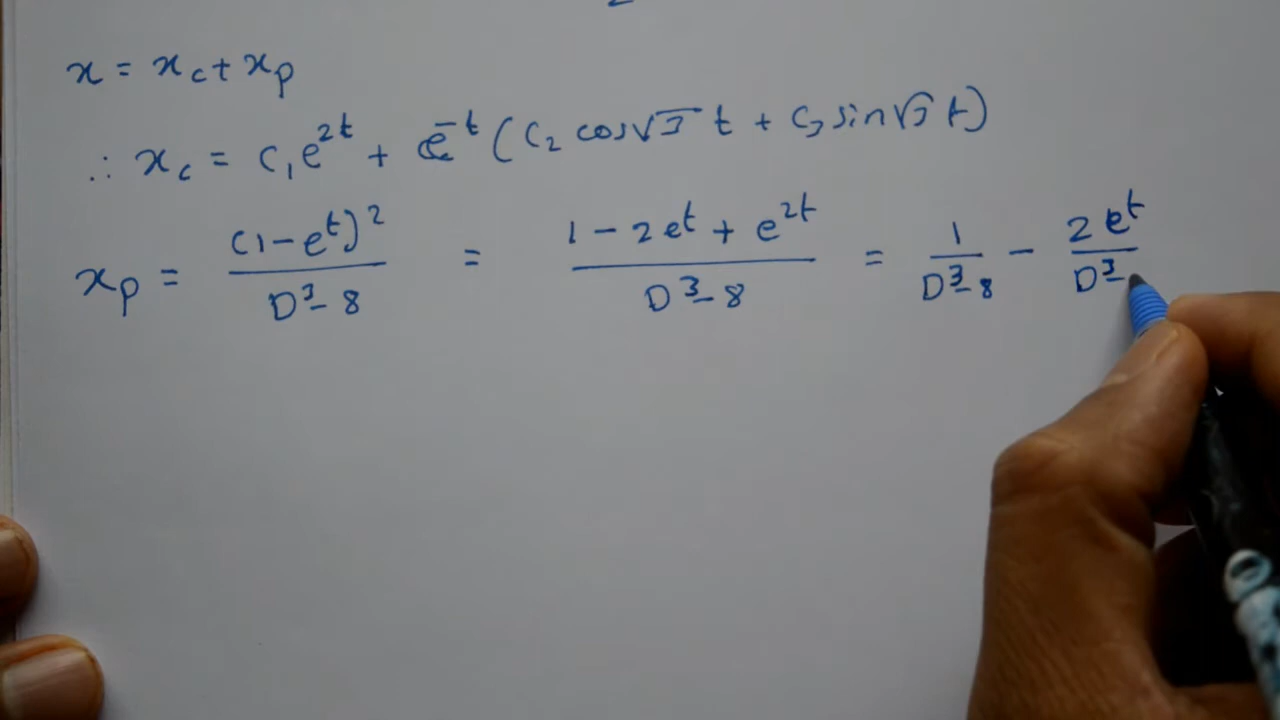 x = x_c + x_p
∴ x_c = c₁e^{2t} + e^{-t} (c₂ cos√3 t + c₃ sin√3 t)
x_p = (1 - e^t)² / D³ - 8 = 1 - 2e^t + e^{2t} / D³ - 8 = 1 / D³ - 8 - 2e^t / D³ -